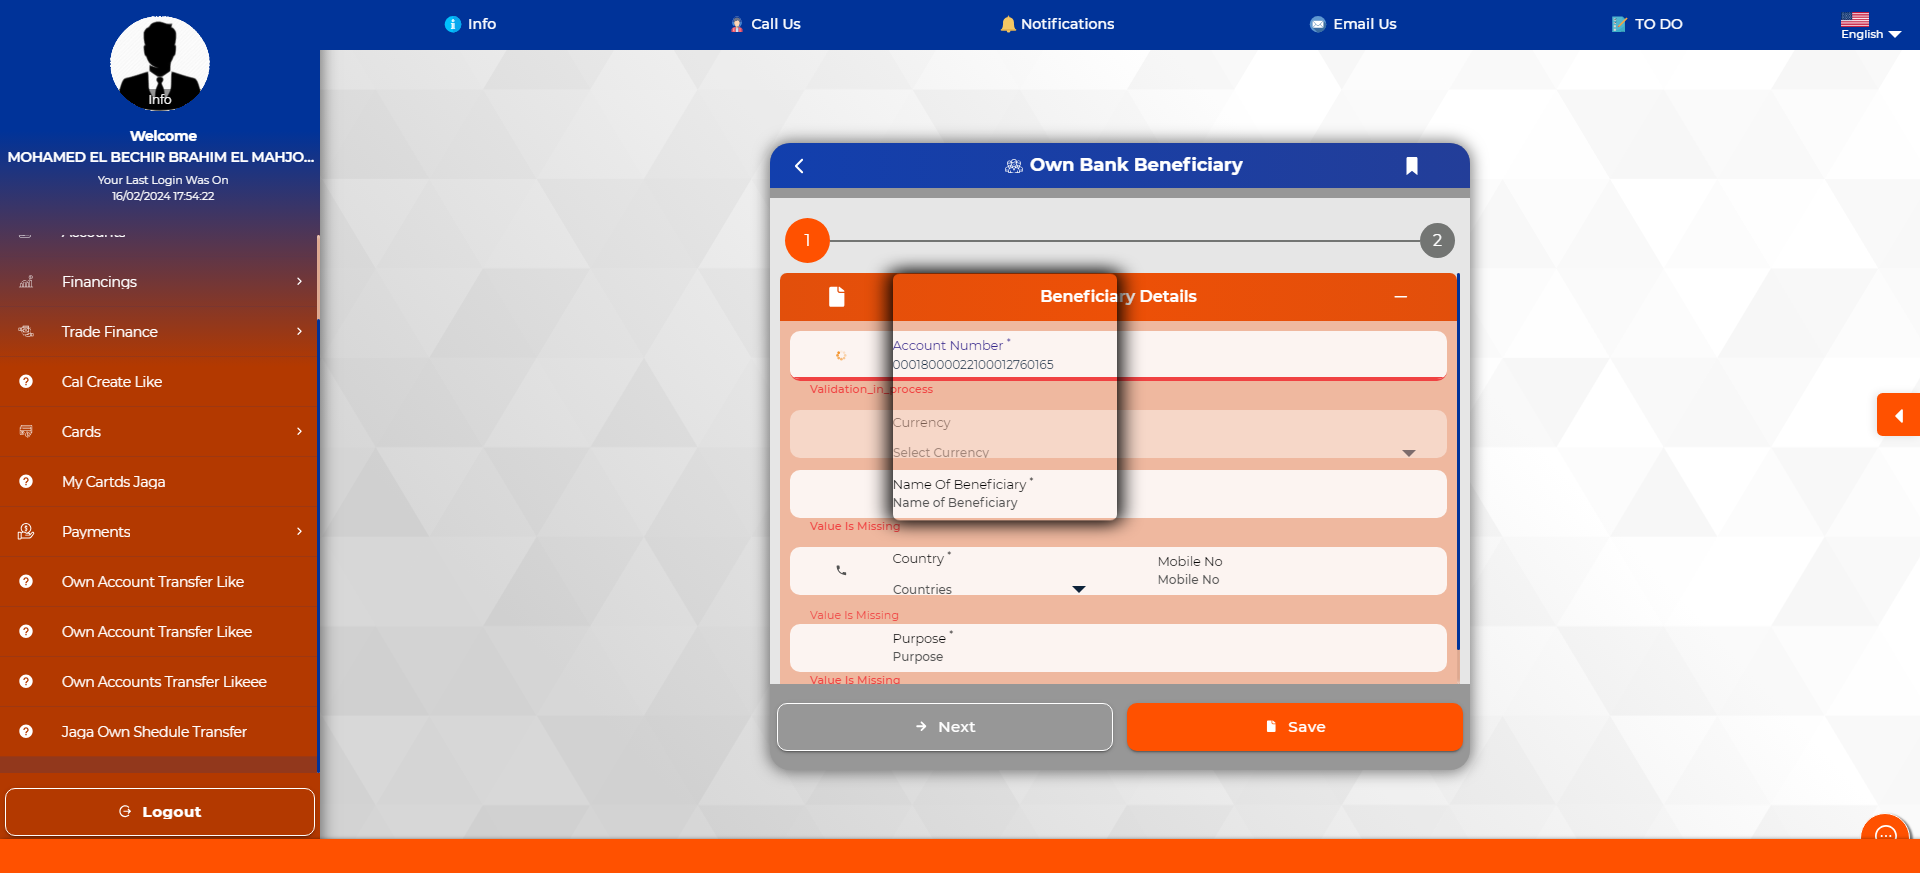 Info
Call Us
Notifications
Email Us
TO DO
English
Info
Welcome
MOHAMED EL BECHIR BRAHIM EL MAHJO...
Your Last Login Was On
16/02/2024 17:54:22
Accounts
Financings
Trade Finance
Cal Create Like
Cards
My Cartds Jaga
Payments
Own Account Transfer Like
Own Account Transfer Likee
Own Accounts Transfer Likeee
Jaga Own Shedule Transfer
Logout
Own Bank Beneficiary
1
2
Beneficiary Details
Account Number *
00018000022100012760165
Validation_in_process
Currency
Select Currency
Name Of Beneficiary *
Name of Beneficiary
Value Is Missing
Country *
Countries
Mobile No
Mobile No
Value Is Missing
Purpose *
Purpose
Value Is Missing
Next
Save